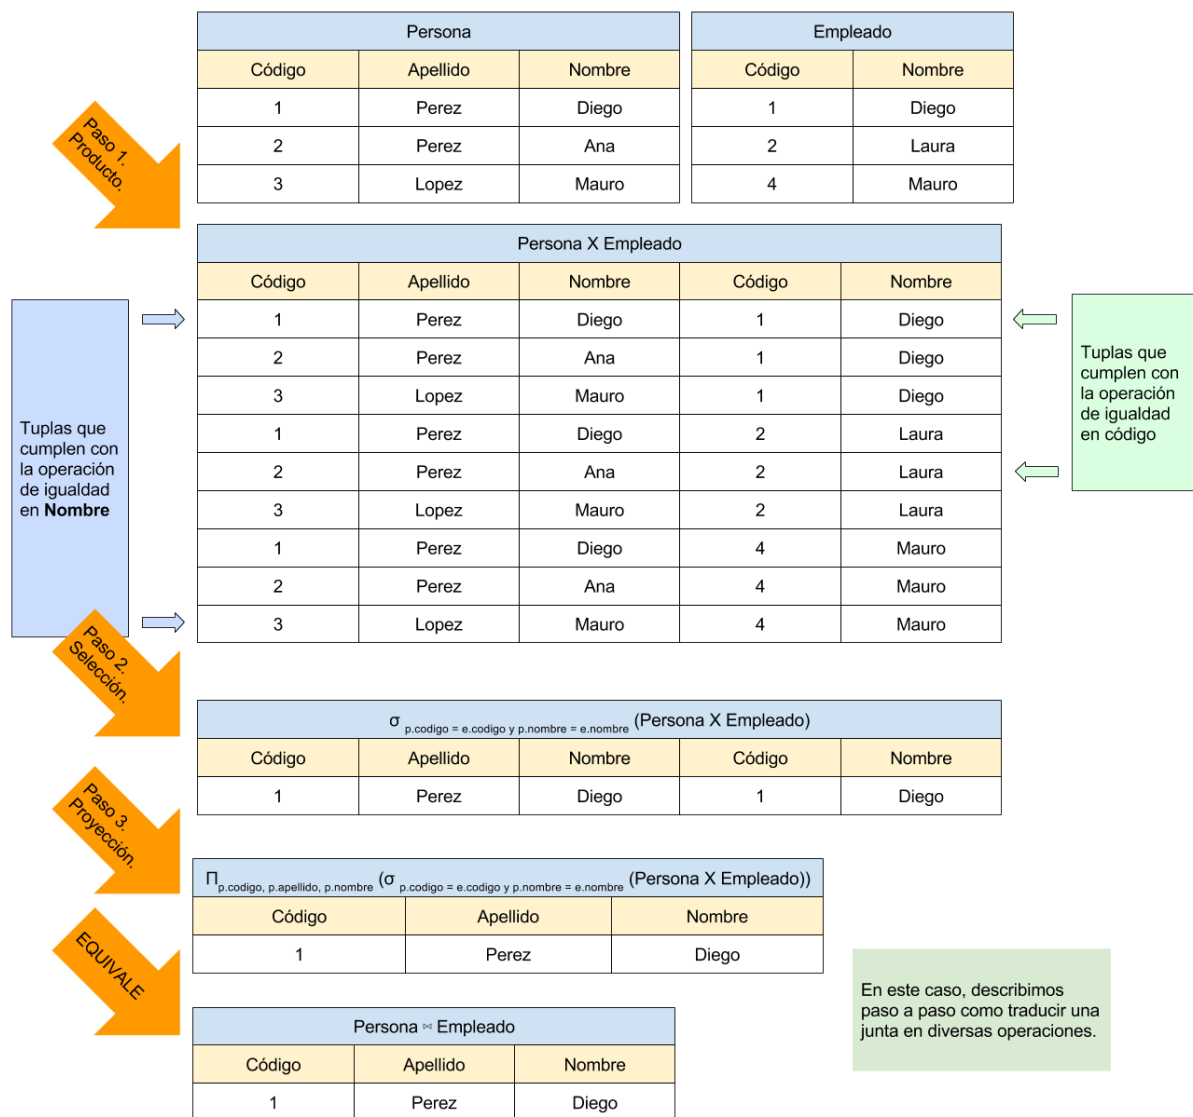 Persona
Código Apellido Nombre
1 Perez Diego
2 Perez Ana
3 Lopez Mauro
Empleado
Código Nombre
1 Diego
2 Laura
4 Mauro
Paso 1.
Producto.
Persona X Empleado
Código Apellido Nombre Código Nombre
1 Perez Diego 1 Diego
2 Perez Ana 1 Diego
3 Lopez Mauro 1 Diego
1 Perez Diego 2 Laura
2 Perez Ana 2 Laura
3 Lopez Mauro 2 Laura
1 Perez Diego 4 Mauro
2 Perez Ana 4 Mauro
3 Lopez Mauro 4 Mauro
Tuplas que
cumplen con
la operación
de igualdad
en Nombre
Tuplas que
cumplen con
la operación
de igualdad
en código
Paso 2.
Selección.
σ p.codigo = e.codigo y p.nombre = e.nombre (Persona X Empleado)
Código Apellido Nombre Código Nombre
1 Perez Diego 1 Diego
Paso 3.
Proyección.
Π p.codigo, p.apellido, p.nombre (σ p.codigo = e.codigo y p.nombre = e.nombre (Persona X Empleado))
Código Apellido Nombre
1 Perez Diego
EQUIVALE
Persona ⋈ Empleado
Código Apellido Nombre
1 Perez Diego
En este caso, describimos
paso a paso como traducir una
junta en diversas operaciones.